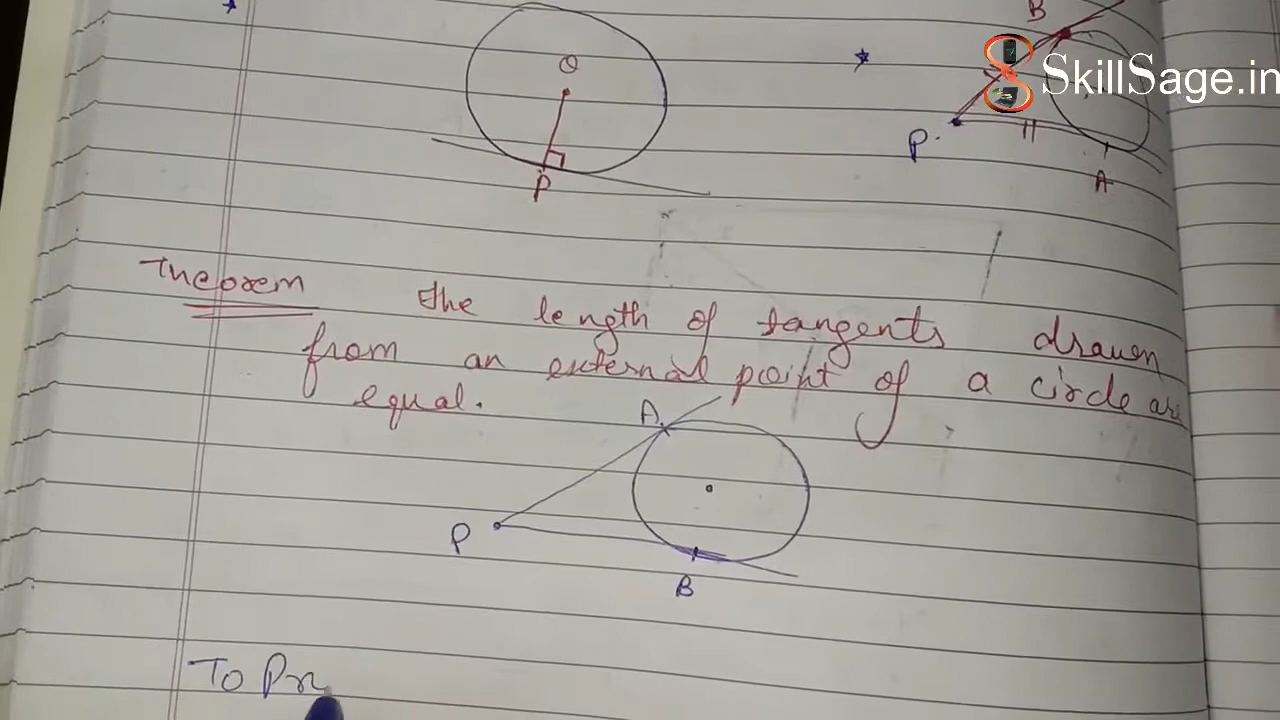 B
SkillSage.in
O
P.
A
P
Theorem The length of tangents drawn
from an external point of a circle are
equal.
A.
P
B
To Pr